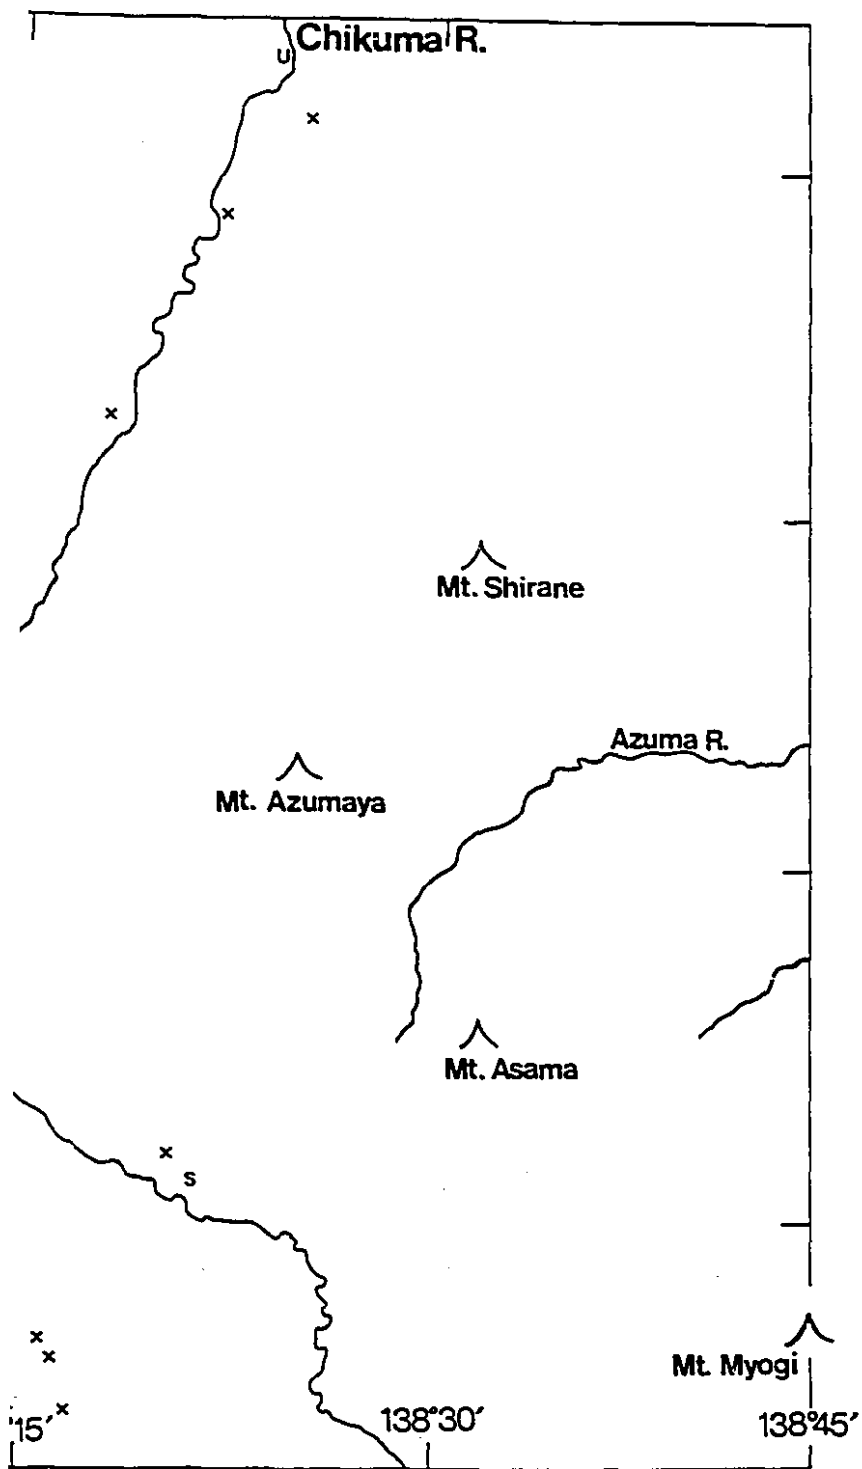 Chikuma R.
U
x
x
x
Mt. Shirane
Azuma R.
Mt. Azumaya
Mt. Asama
x
s
x
x
Mt. Myogi
x
15′
138°30′
138°45′